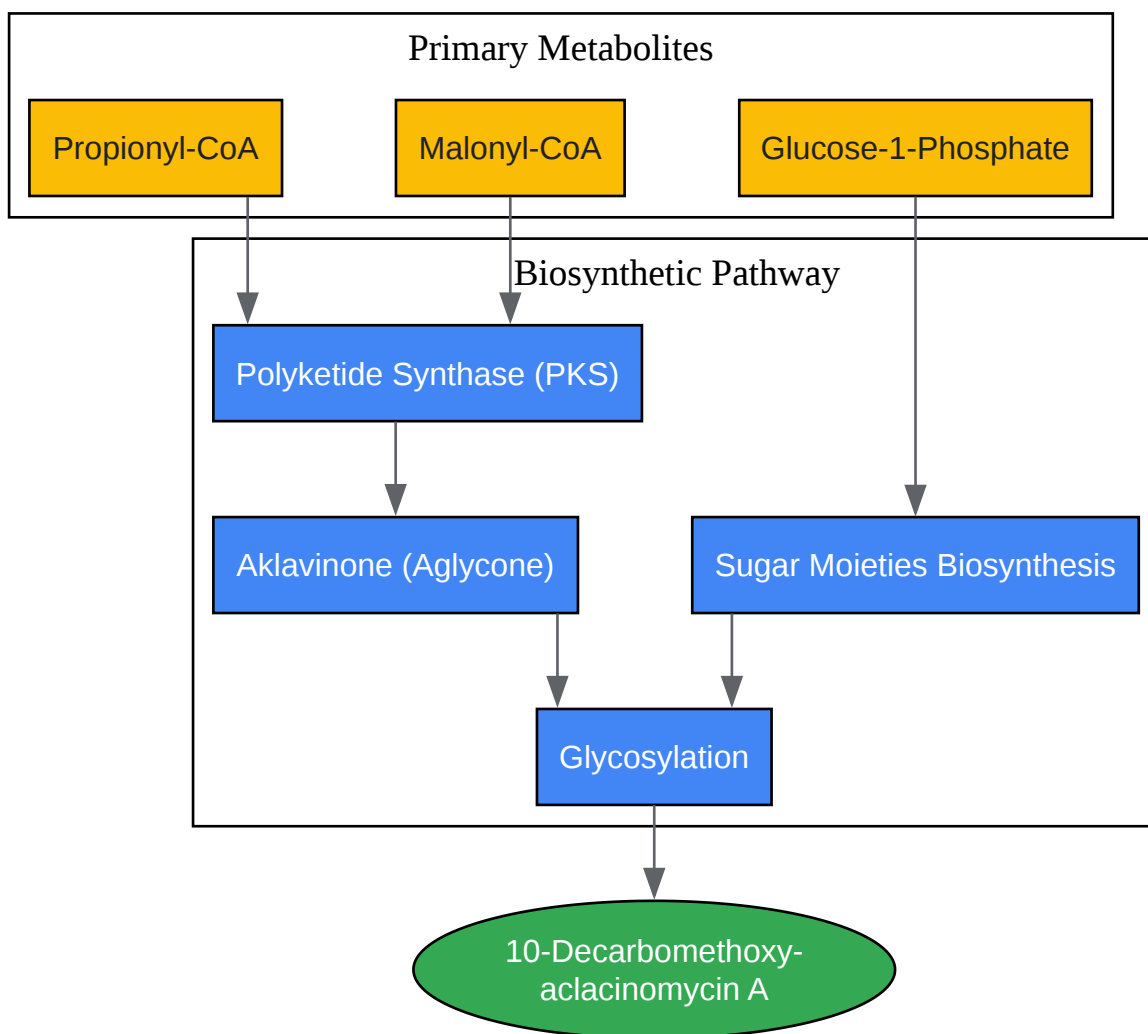 Primary Metabolites
Propionyl-CoA
Malonyl-CoA
Glucose-1-Phosphate
Biosynthetic Pathway
Polyketide Synthase (PKS)
Aklavinone (Aglycone)
Sugar Moieties Biosynthesis
Glycosylation
10-Decarbomethoxy-
aclacinomycin A